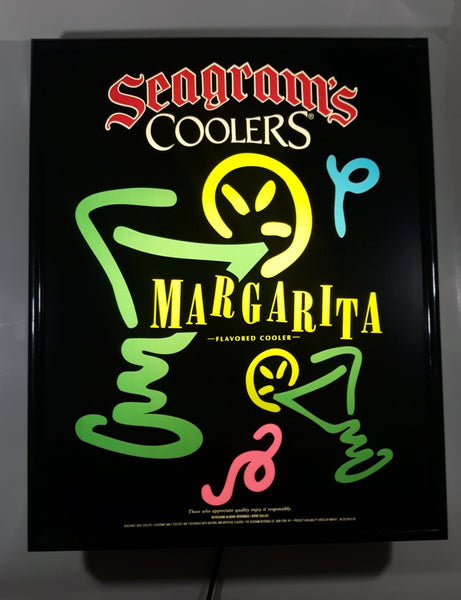 Seagram's
COOLERS®
MARGARITA
—FLAVORED COOLER—
Those who appreciate quality enjoy it responsibly.